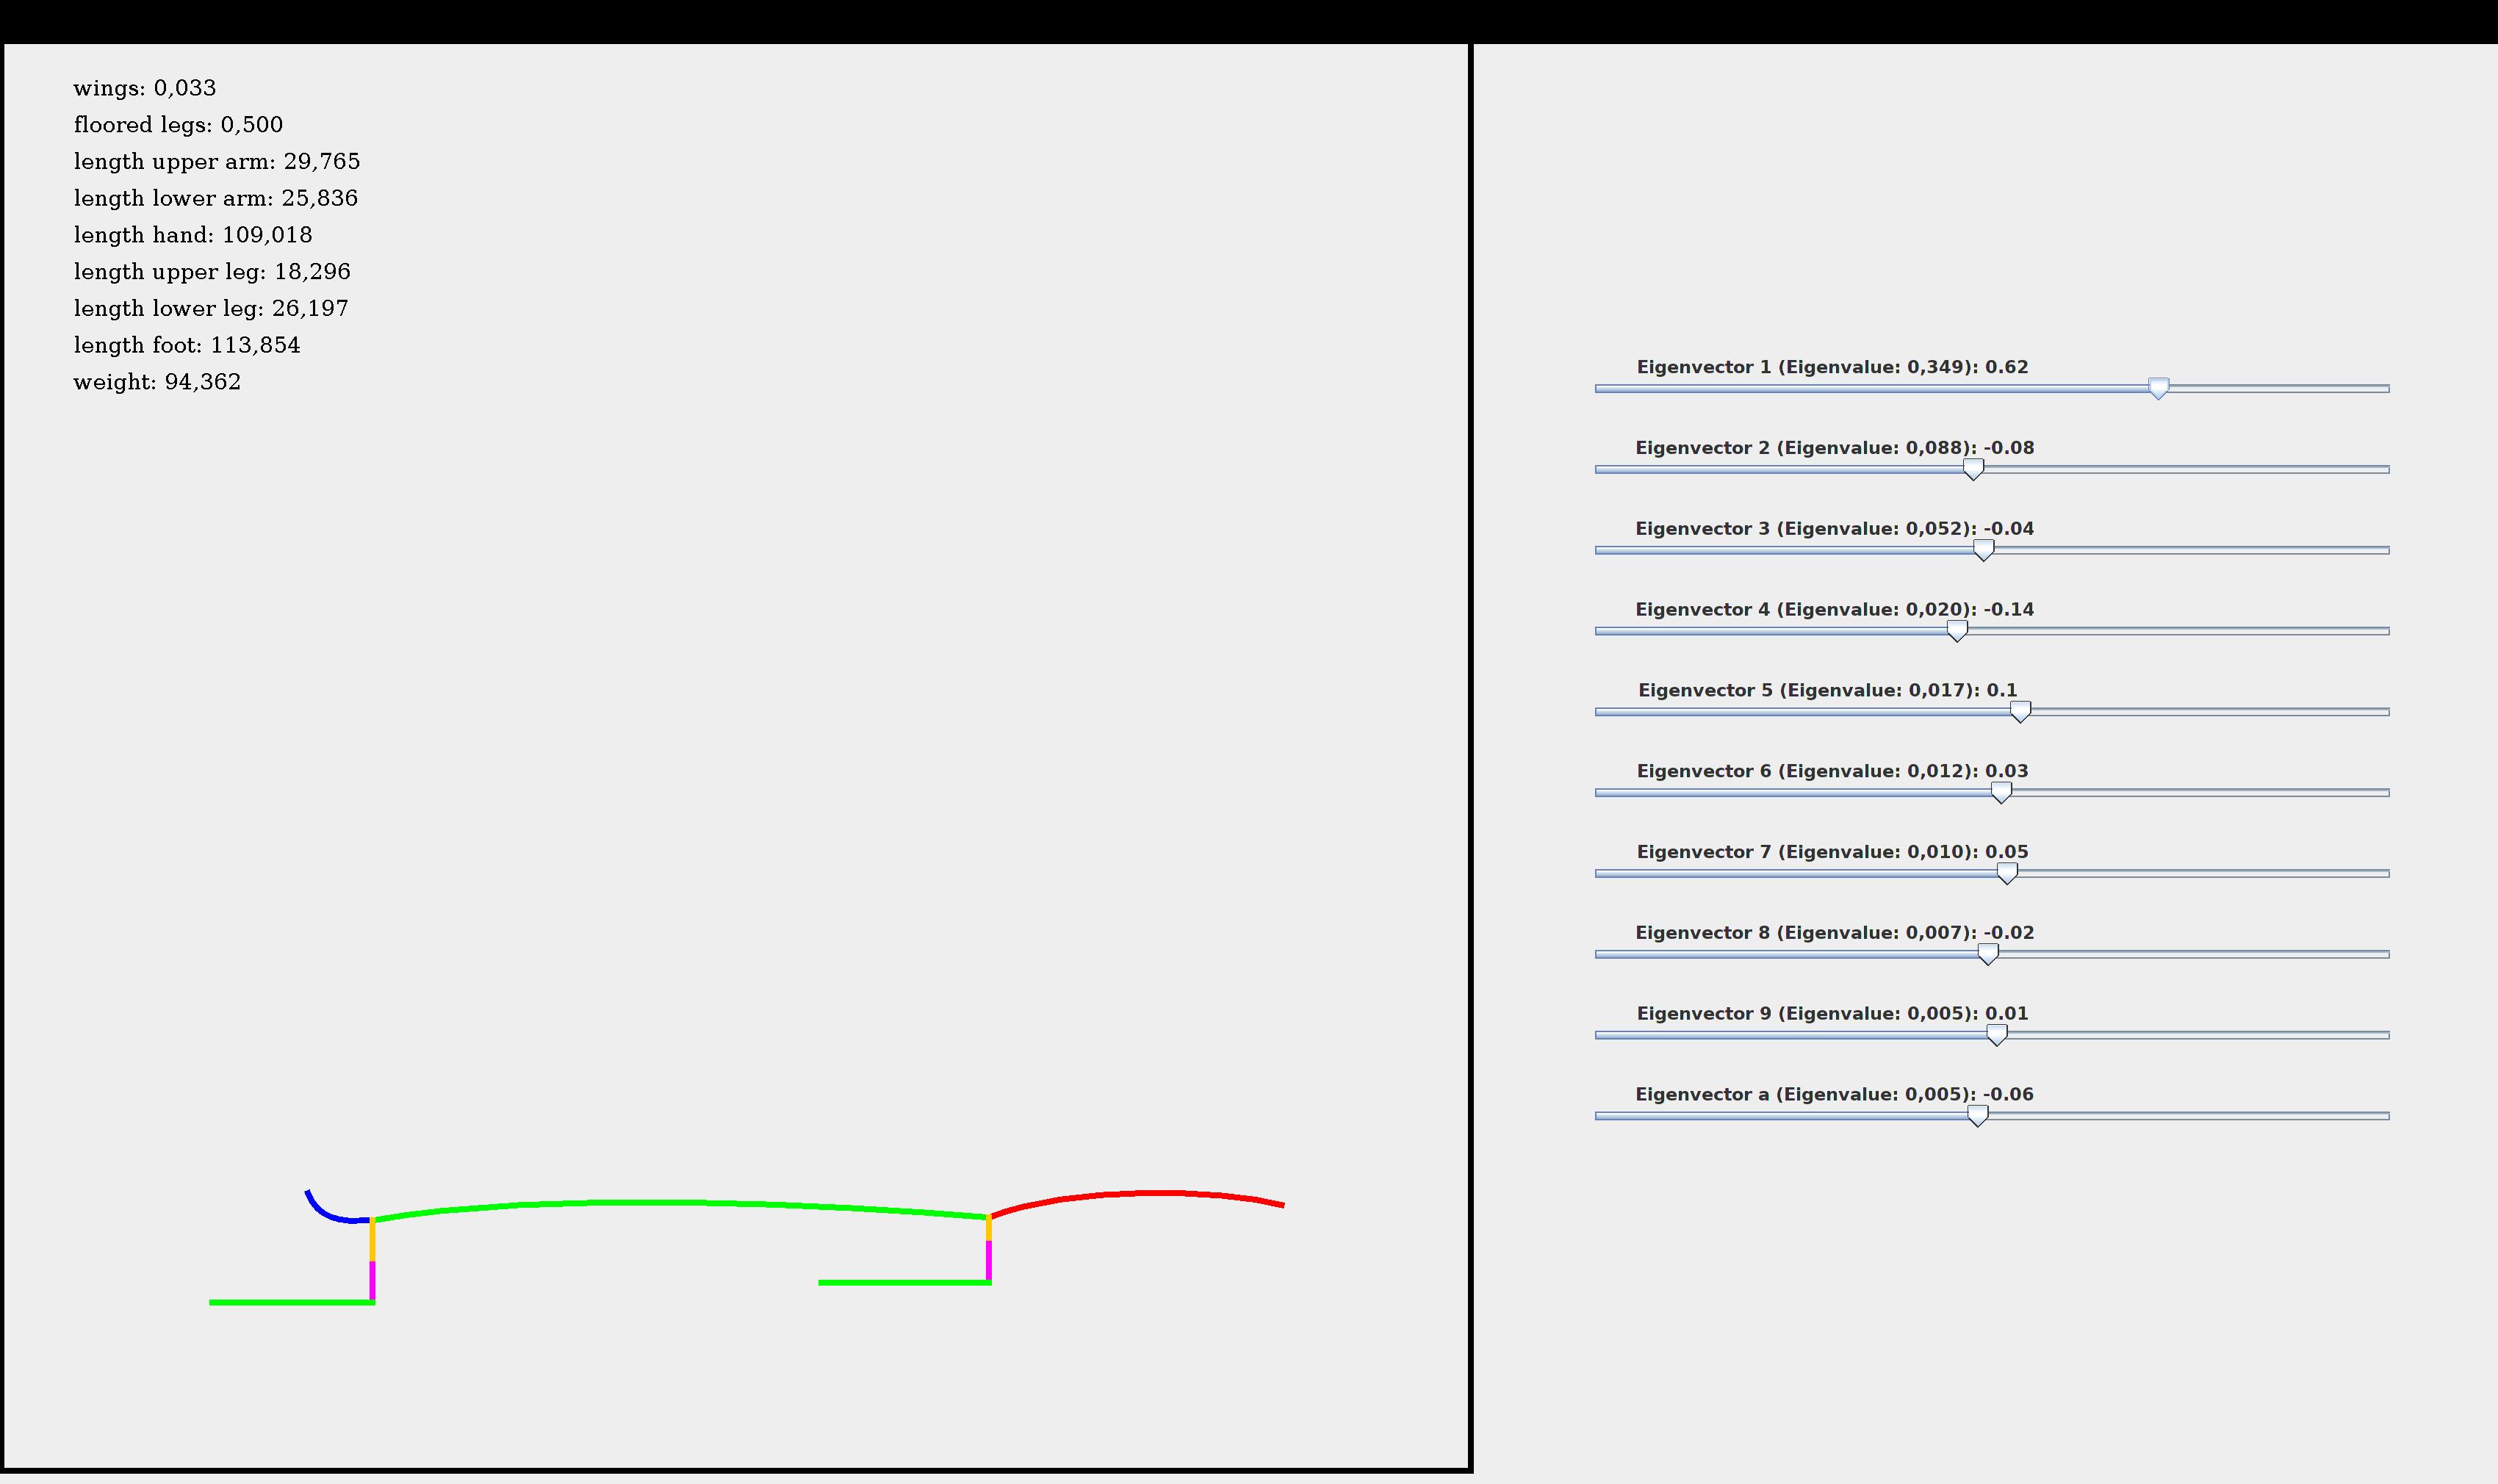 wings: 0,033
floored legs: 0,500
length upper arm: 29,765
length lower arm: 25,836
length hand: 109,018
length upper leg: 18,296
length lower leg: 26,197
length foot: 113,854
weight: 94,362
Eigenvector 1 (Eigenvalue: 0,349): 0.62
Eigenvector 2 (Eigenvalue: 0,088): -0.08
Eigenvector 3 (Eigenvalue: 0,052): -0.04
Eigenvector 4 (Eigenvalue: 0,020): -0.14
Eigenvector 5 (Eigenvalue: 0,017): 0.1
Eigenvector 6 (Eigenvalue: 0,012): 0.03
Eigenvector 7 (Eigenvalue: 0,010): 0.05
Eigenvector 8 (Eigenvalue: 0,007): -0.02
Eigenvector 9 (Eigenvalue: 0,005): 0.01
Eigenvector a (Eigenvalue: 0,005): -0.06